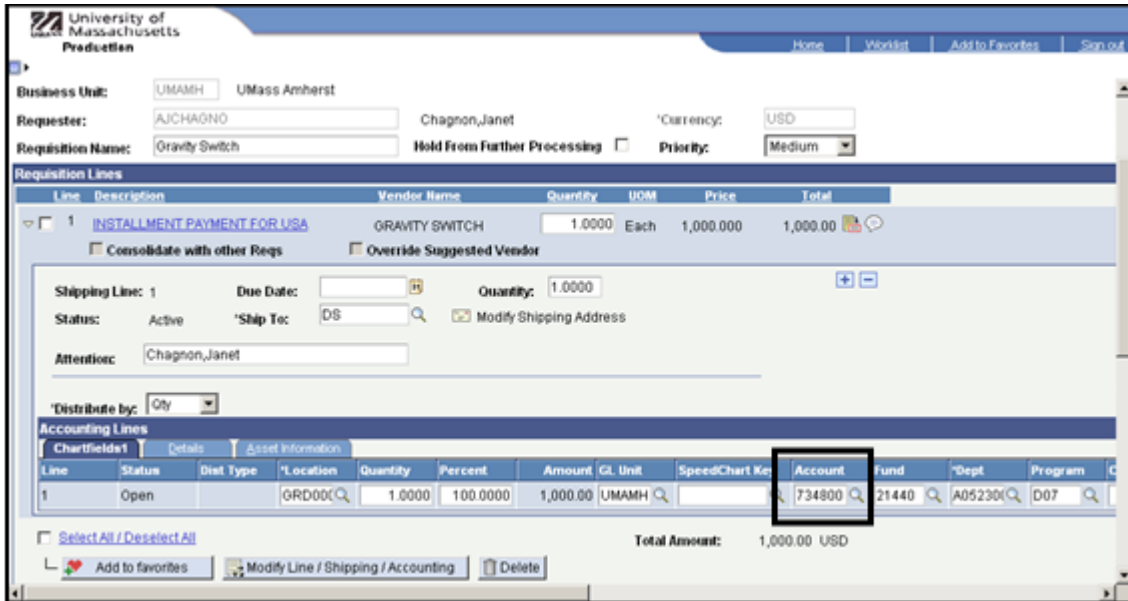 University of
Massachusetts
UMASS
Production
Home Worklist Add to Favorites Sign out
Business Unit: UMAMH UMass Amherst
Requester: AJCHAGNO Chagnon,Janet *Currency: USD
Requisition Name: Gravity Switch Hold From Further Processing Priority: Medium
Requisition Lines
Line Description Vendor Name Quantity UOM Price Total
1 INSTALLMENT PAYMENT FOR USA GRAVITY SWITCH 1.0000 Each 1,000.000 1,000.00
Consolidate with other Reqs Override Suggested Vendor
Shipping Line: 1 Due Date: Quantity: 1.0000
Status: Active *Ship To: DS Modify Shipping Address
Attention: Chagnon,Janet
*Distribute by: Qty
Accounting Lines
Chartfields1 Details Asset Information
Line Status Dist Type *Location Quantity Percent Amount GL Unit SpeedChart Key Account Fund *Dept Program
1 Open GRD000 1.0000 100.0000 1,000.00 UMAMH 734800 21440 A05230 D07
Select All / Deselect All Total Amount: 1,000.00 USD
Add to favorites Modify Line / Shipping / Accounting Delete